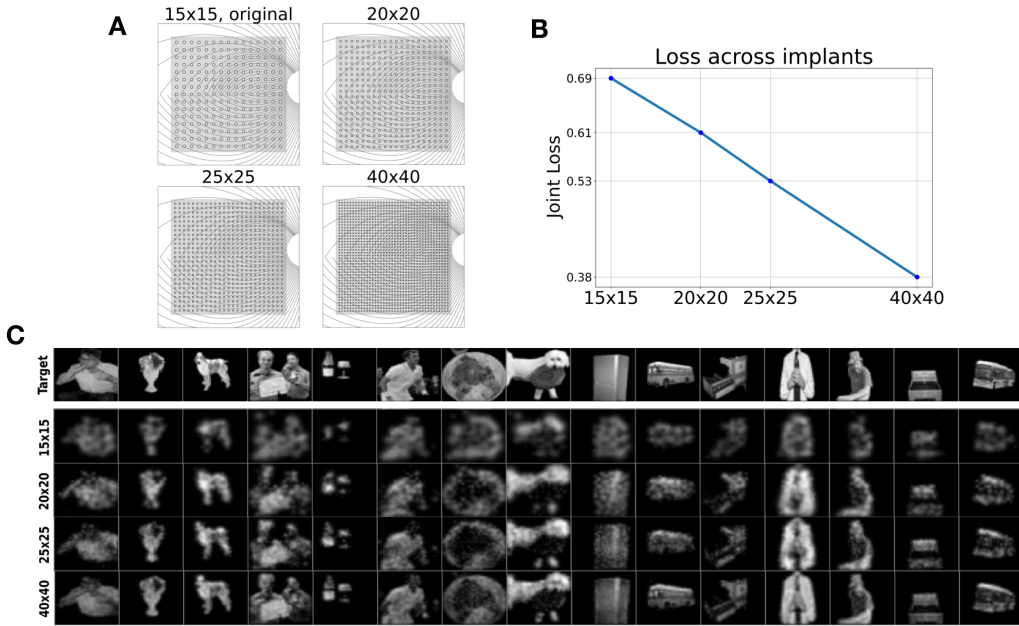 A
15x15, original
20x20
25x25
40x40
B
Loss across implants
Joint Loss
0.69
0.61
0.53
0.38
15x15
20x20
25x25
40x40
C
Target
15x15
20x20
25x25
40x40